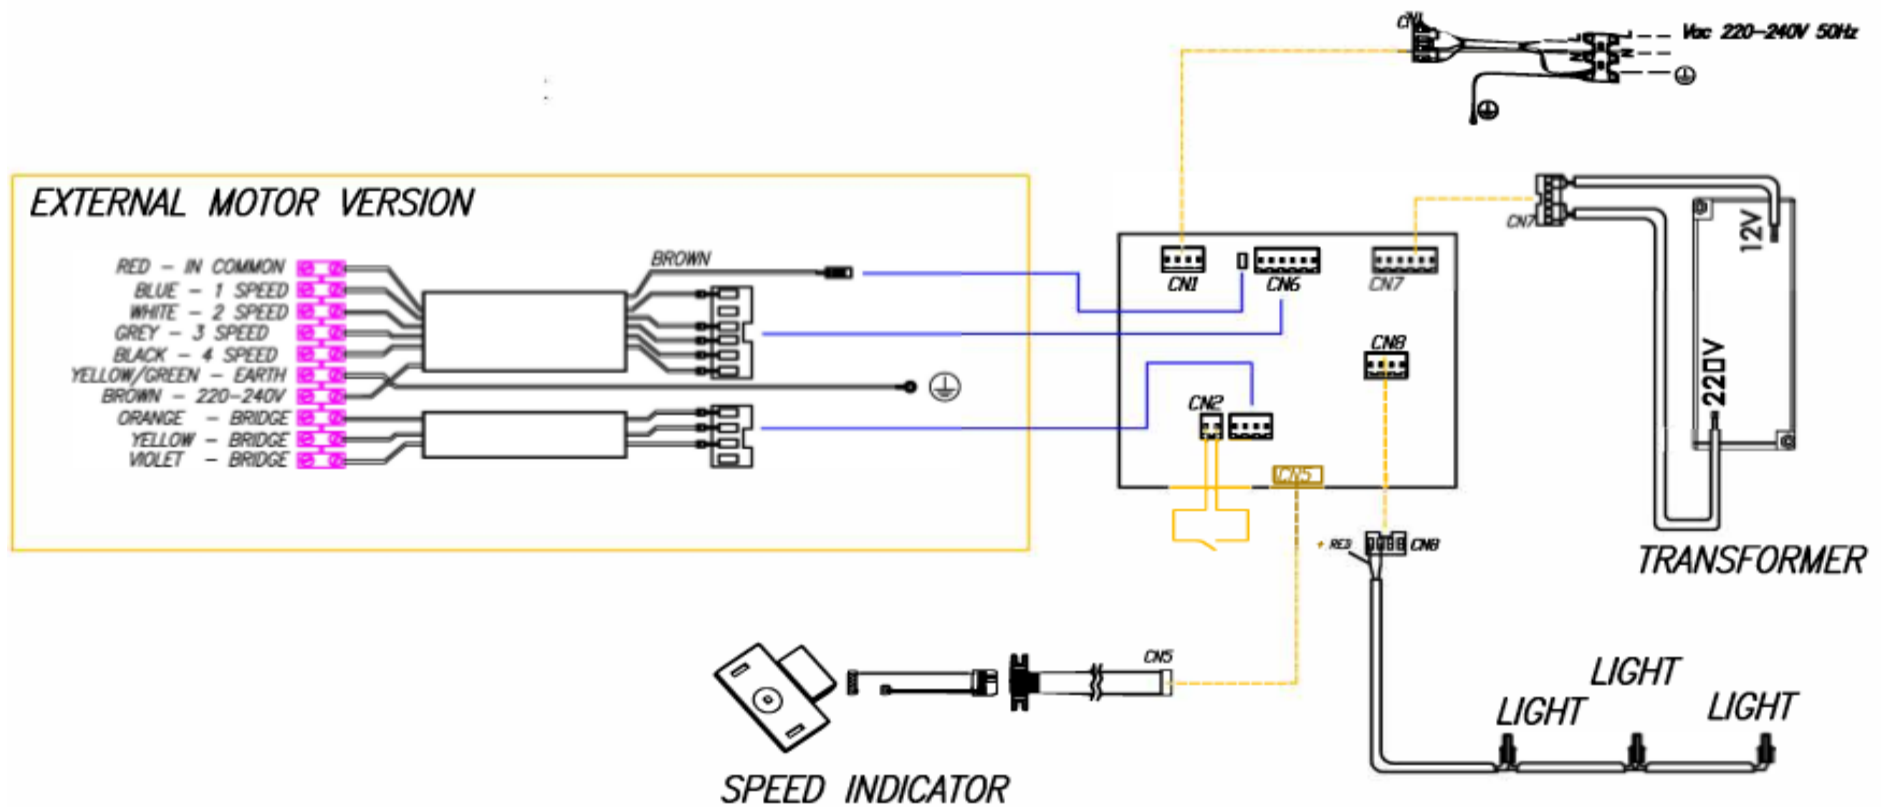 CN1
L
Vac 220-240V 50Hz
N
EXTERNAL MOTOR VERSION
RED - IN COMMON
BLUE - 1 SPEED
WHITE - 2 SPEED
GREY - 3 SPEED
BLACK - 4 SPEED
YELLOW/GREEN - EARTH
BROWN - 220-240V
ORANGE - BRIDGE
YELLOW - BRIDGE
VIOLET - BRIDGE
BROWN
CN1
CN6
CN7
CN8
CN2
CN5
CN7
12V
220V
TRANSFORMER
+ RED
CN8
CN5
SPEED INDICATOR
LIGHT
LIGHT
LIGHT